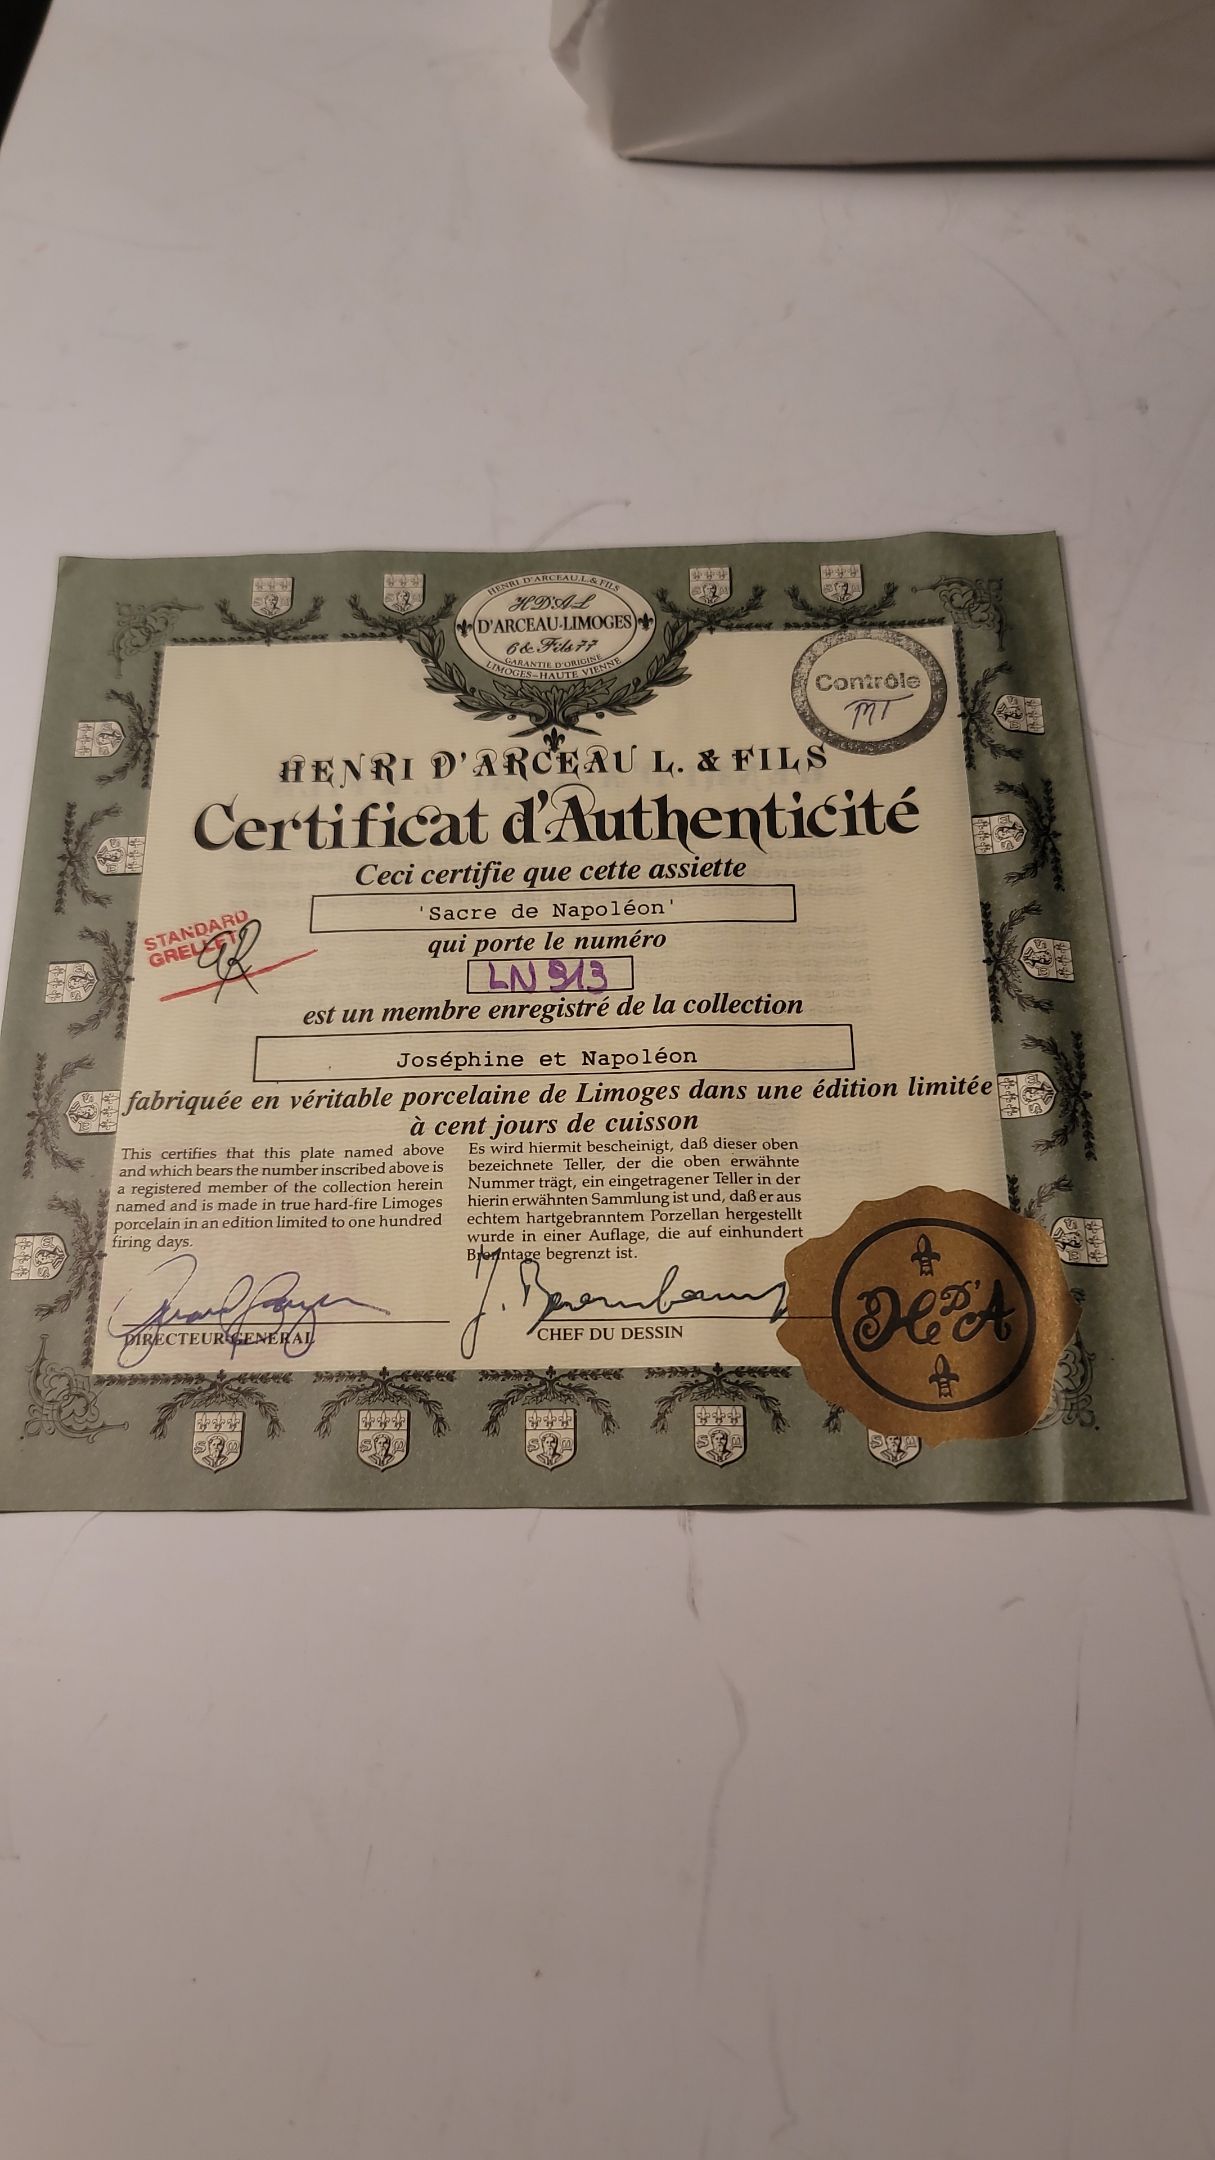 HENRI D'ARCEAU.L.&FILS
H.D'A.L
D'ARCEAU-LIMOGES
6 & Fils 77
GARANTIE D'ORIGINE
LIMOGES-HAUTE VIENNE
Contrôle
MT
HENRI D'ARCEAU L. & FILS
Certificat d'Authenticité
Ceci certifie que cette assiette
'Sacre de Napoléon'
STANDARD
GRELLET
GR
qui porte le numéro
LN 913
est un membre enregistré de la collection
Joséphine et Napoléon
fabriquée en véritable porcelaine de Limoges dans une édition limitée
à cent jours de cuisson
This certifies that this plate named above
and which bears the number inscribed above is
a registered member of the collection herein
named and is made in true hard-fire Limoges
porcelain in an edition limited to one hundred
firing days.
Es wird hiermit bescheinigt, daß dieser oben
bezeichnete Teller, der die oben erwähnte
Nummer trägt, ein eingetragener Teller in der
hierin erwähnten Sammlung ist und, daß er aus
echtem hartgebranntem Porzellan hergestellt
wurde in einer Auflage, die auf einhundert
Brenntage begrenzt ist.
DIRECTEUR GENERAL
CHEF DU DESSIN
H D'A